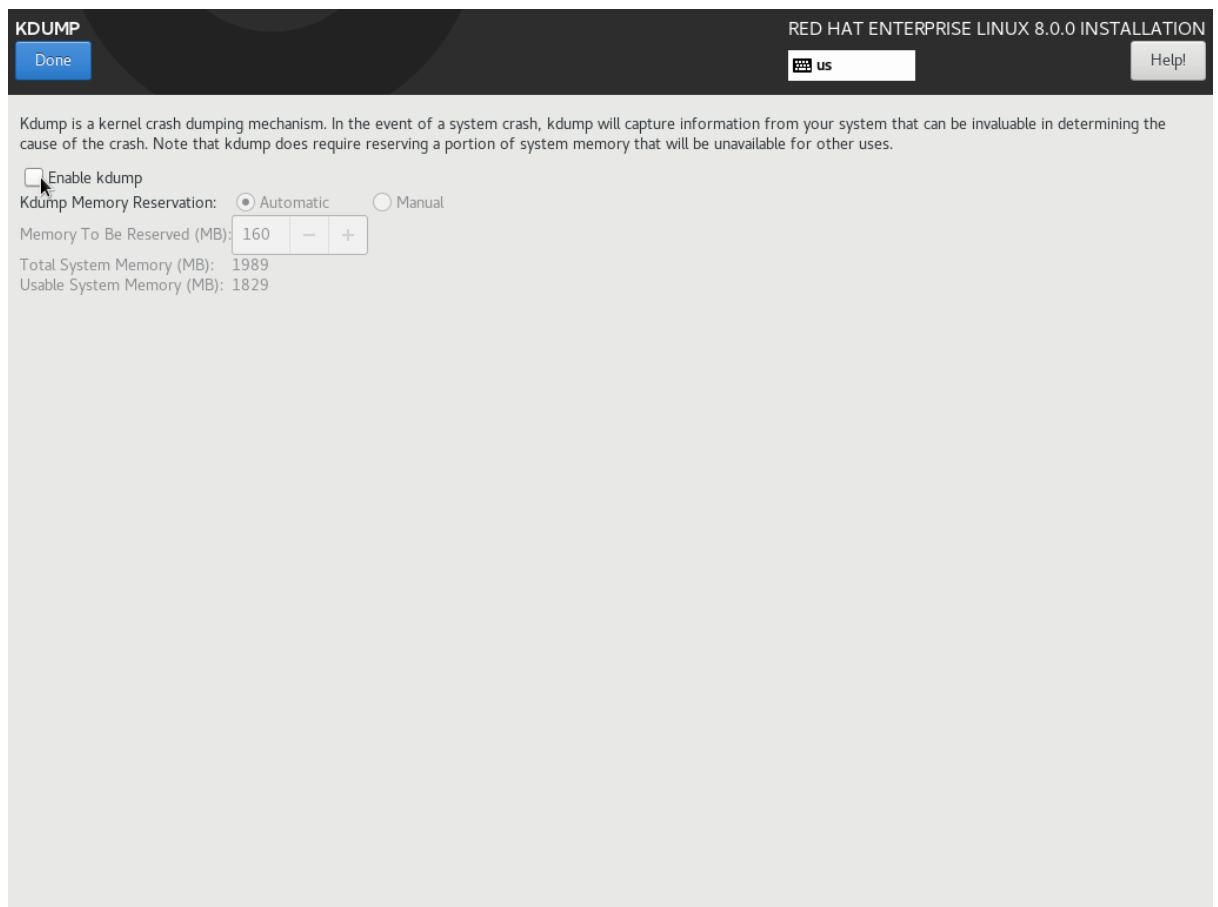 KDUMP
RED HAT ENTERPRISE LINUX 8.0.0 INSTALLATION
Done
us
Help!
Kdump is a kernel crash dumping mechanism. In the event of a system crash, kdump will capture information from your system that can be invaluable in determining the
cause of the crash. Note that kdump does require reserving a portion of system memory that will be unavailable for other uses.
Enable kdump
Kdump Memory Reservation: Automatic Manual
Memory To Be Reserved (MB): 160 − +
Total System Memory (MB): 1989
Usable System Memory (MB): 1829